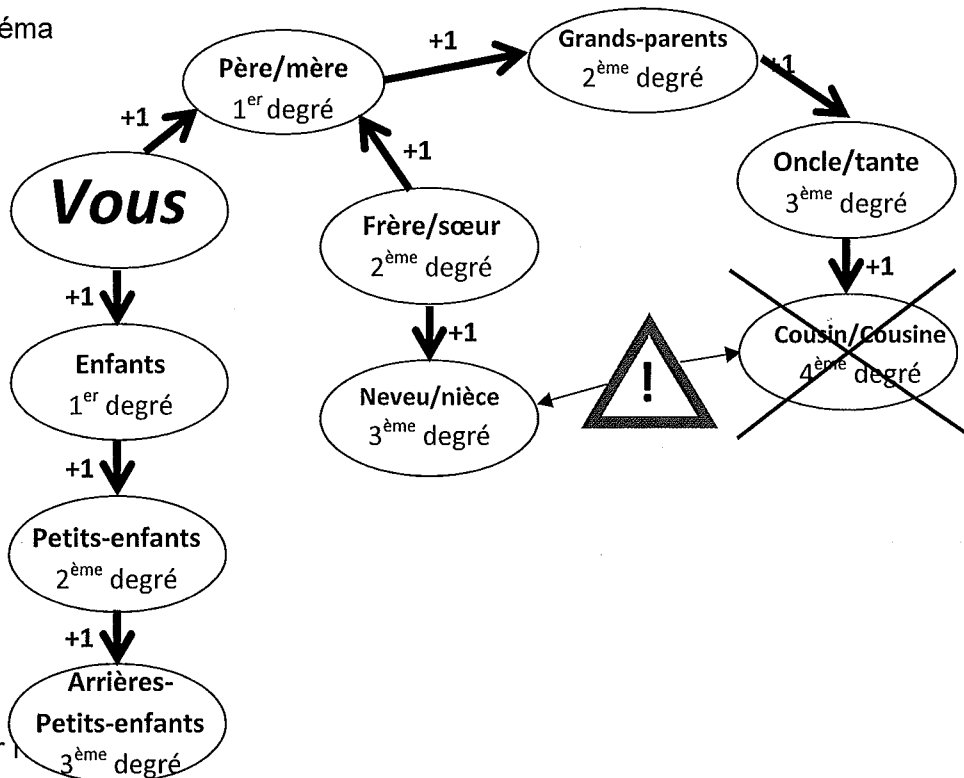 éma
+1
Père/mère
1er degré
+1
Grands-parents
2ème degré
+1
Oncle/tante
3ème degré
+1
Cousin/Cousine
4ème degré
+1
Vous
+1
Frère/sœur
2ème degré
+1
Neveu/nièce
3ème degré
!
+1
Enfants
1er degré
+1
Petits-enfants
2ème degré
+1
Arrières-
Petits-enfants
3ème degré